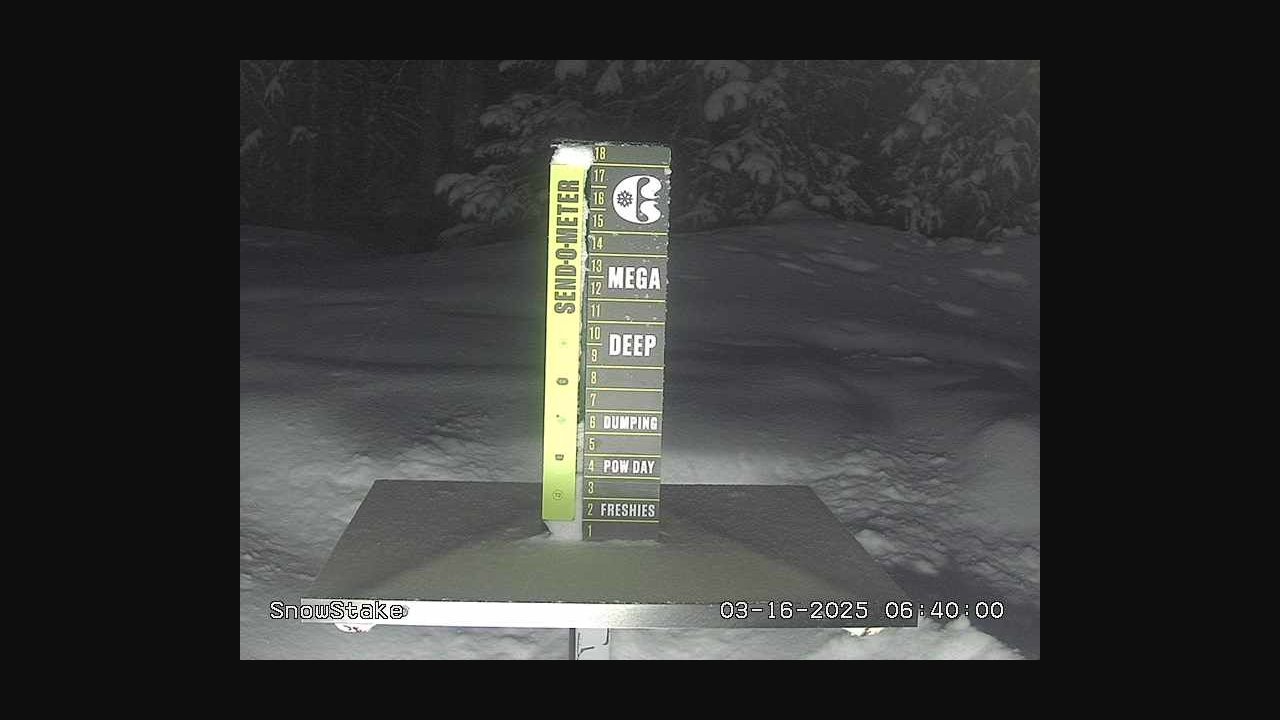 SEND-O-METER
18
17
16
15
14
13
MEGA
12
11
10
DEEP
9
8
7
6 DUMPING
5
4 POW DAY
3
2 FRESHIES
1
SnowStake 03-16-2025 06:40:00